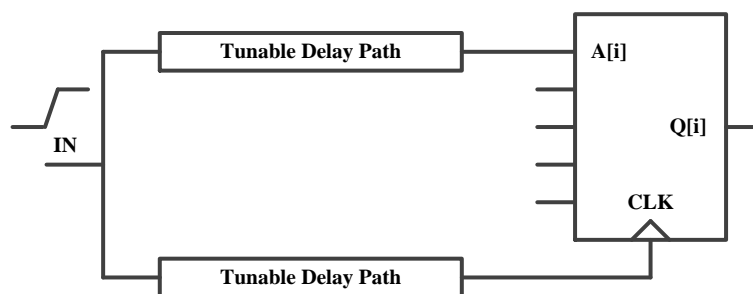 Tunable Delay Path
A[i]
IN
Q[i]
CLK
Tunable Delay Path